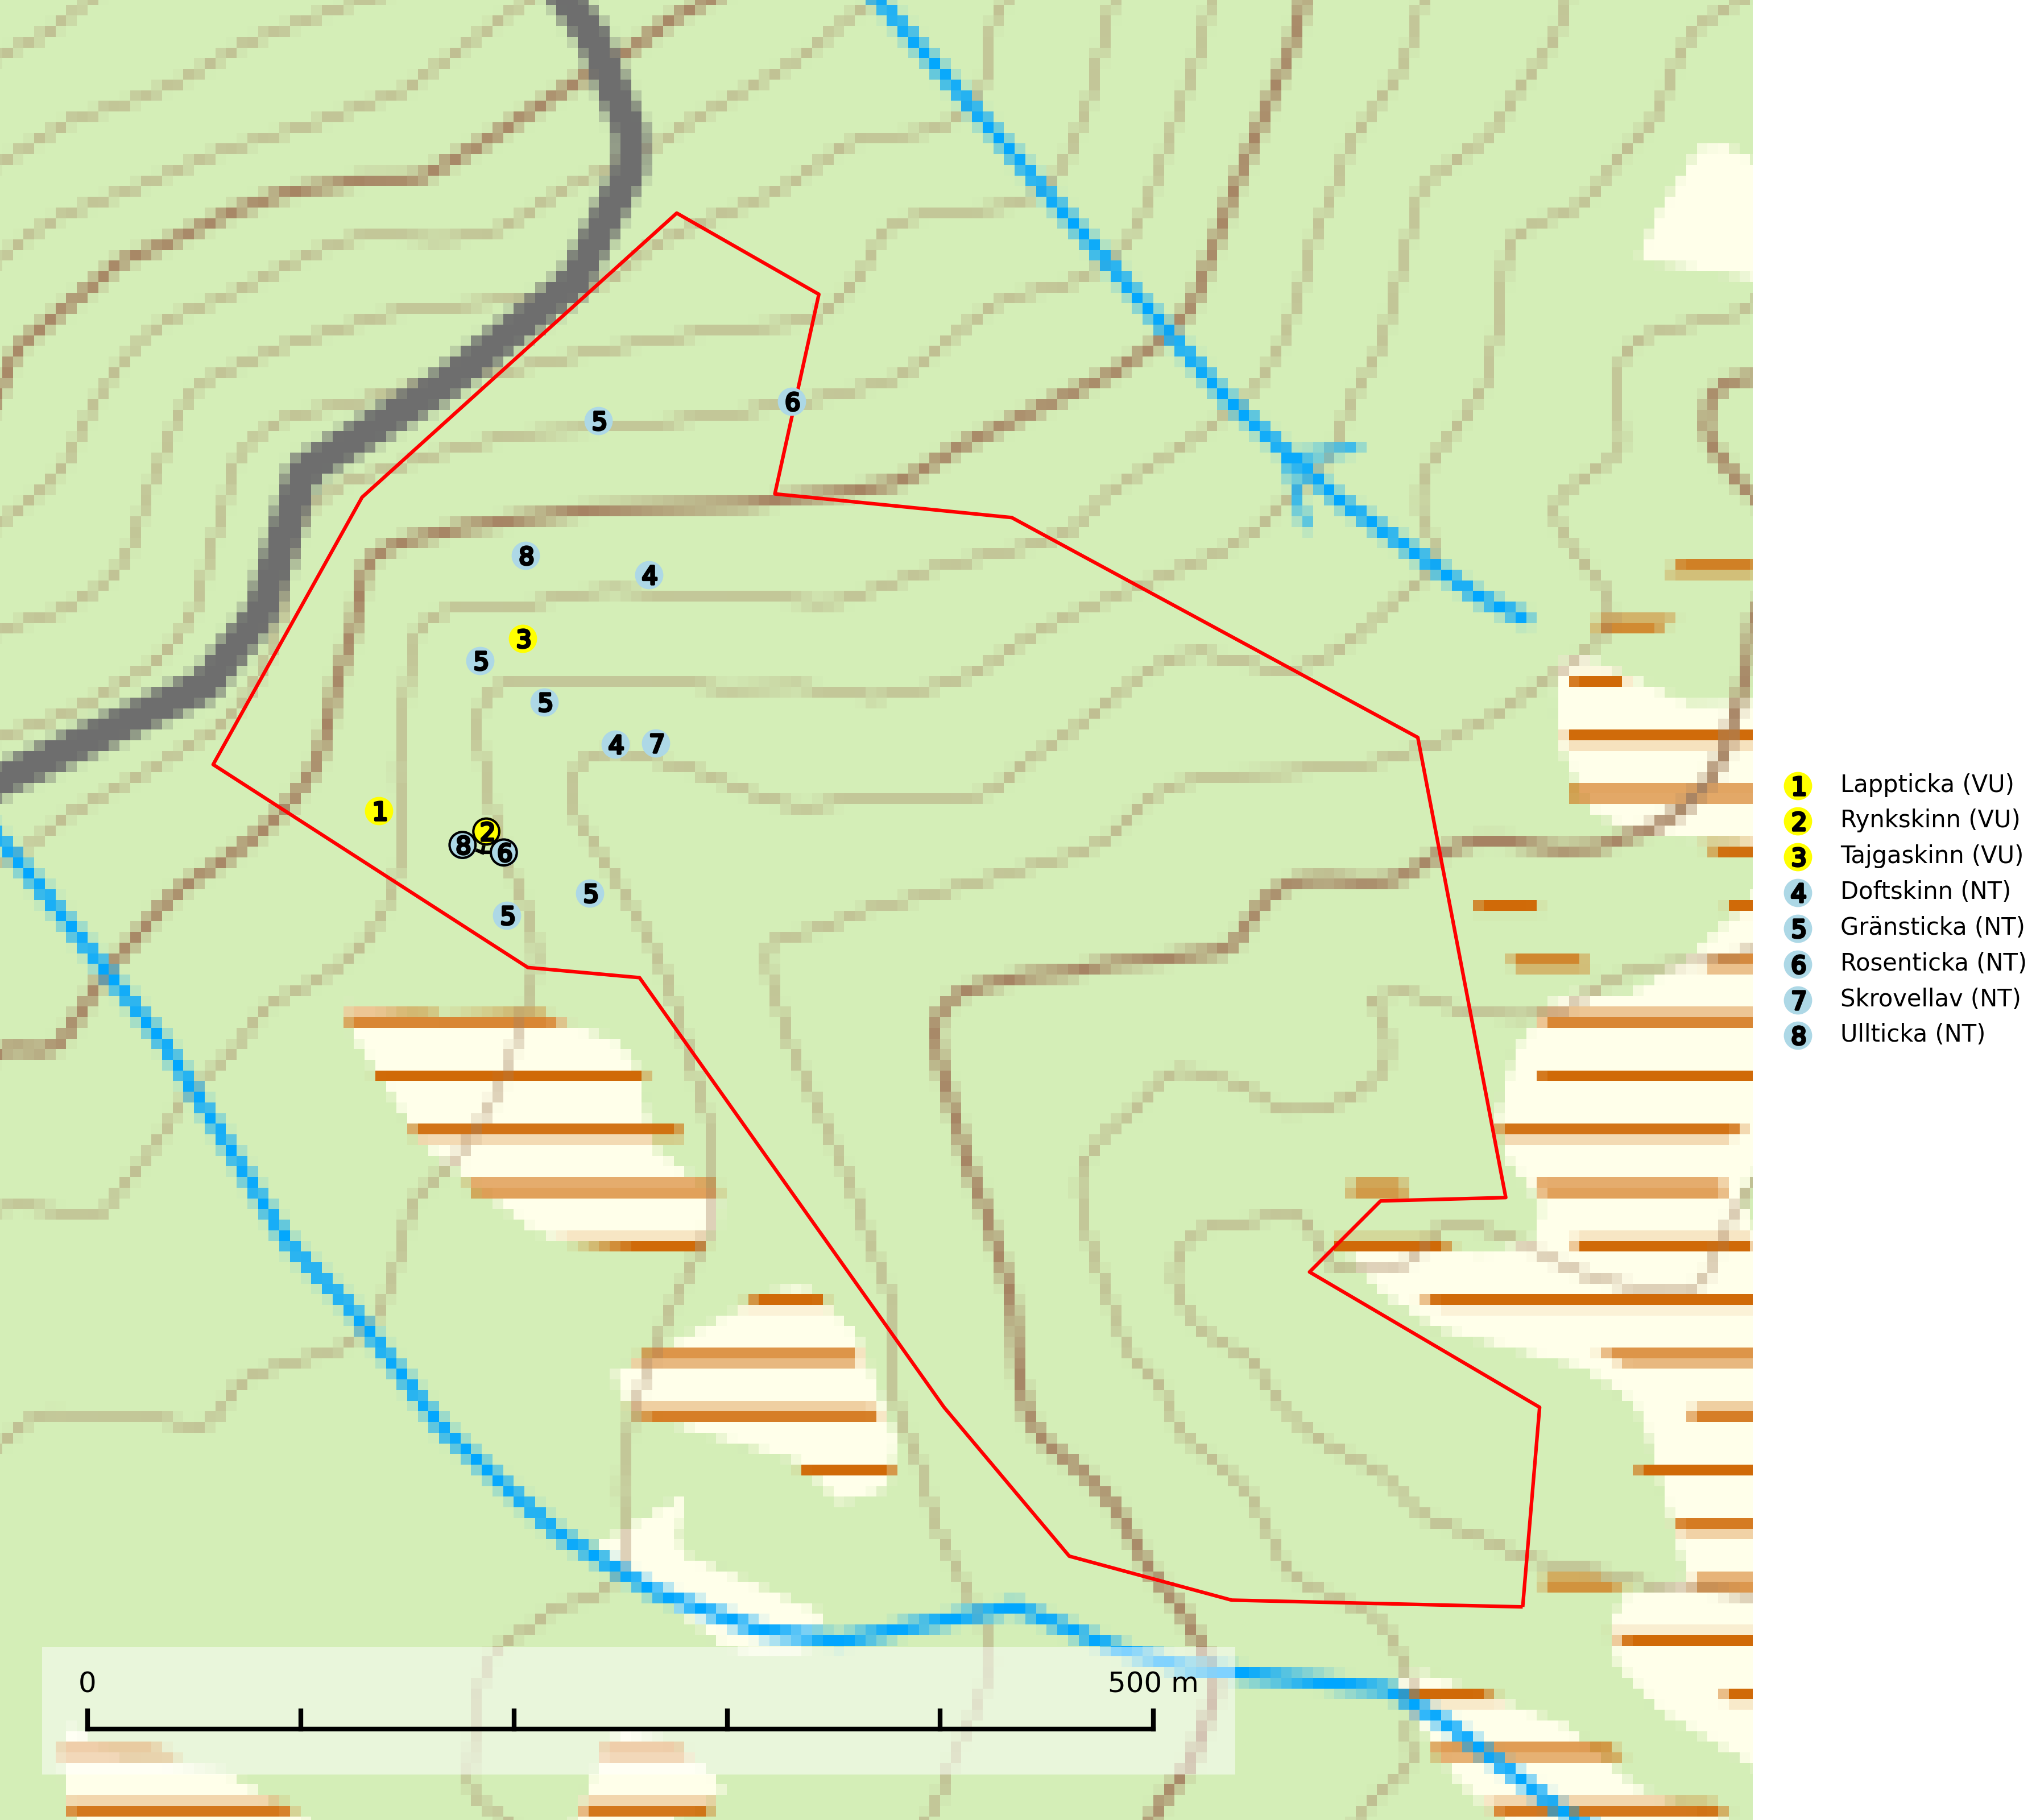 6
5
8
4
3
5
5
4
7
1
2
8
6
5
5
1 Lappticka (VU)
2 Rynkskinn (VU)
3 Tajgaskinn (VU)
4 Doftskinn (NT)
5 Gränsticka (NT)
6 Rosenticka (NT)
7 Skrovellav (NT)
8 Ullticka (NT)
0 500 m